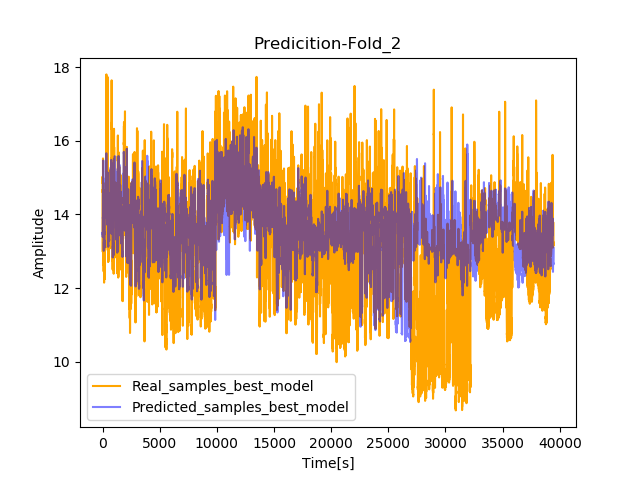 Predicition-Fold_2
18
16
14
12
10
Amplitude
Real_samples_best_model
Predicted_samples_best_model
0 5000 10000 15000 20000 25000 30000 35000 40000
Time[s]